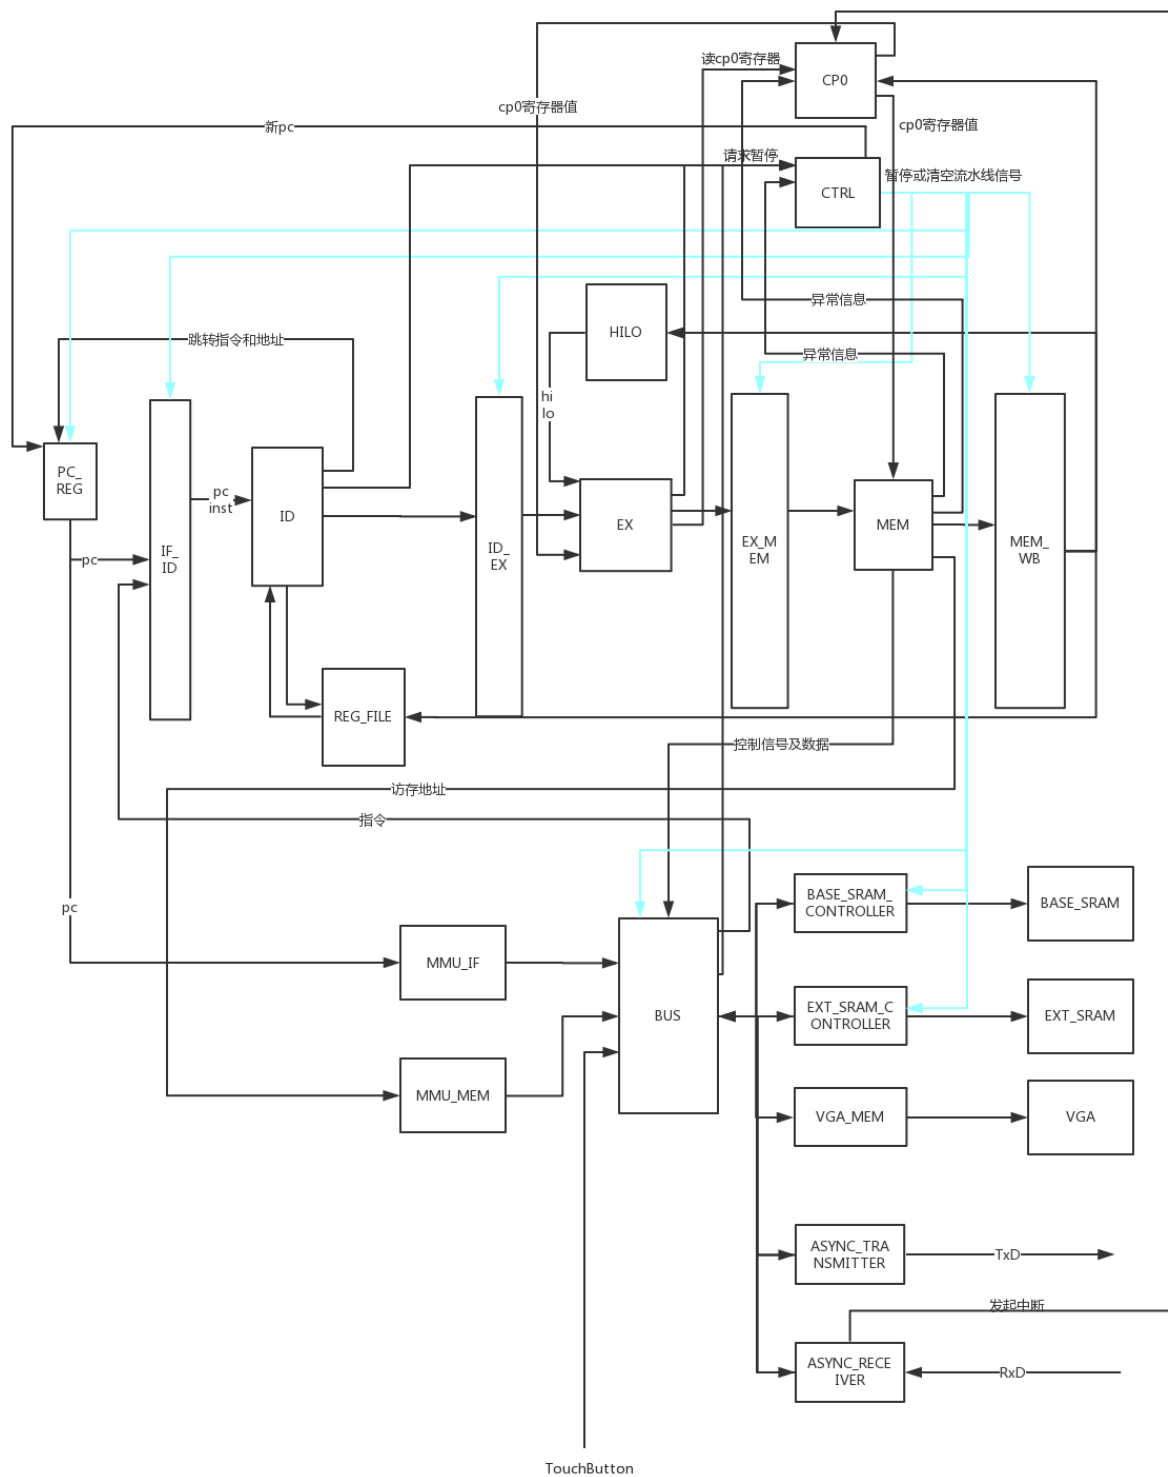 读cp0寄存器
CP0
cp0寄存器值
cp0寄存器值
新pc
请求暂停
暂停或清空流水线信号
CTRL
异常信息
HILO
跳转指令和地址
异常信息
hi
lo
PC_
REG
pc
inst
ID
IF_
ID
ID_
EX
EX
EX_M
EM
MEM
MEM_
WB
pc
REG_FILE
控制信号及数据
访存地址
指令
pc
BASE_SRAM_
CONTROLLER
BASE_SRAM
MMU_IF
BUS
EXT_SRAM_C
ONTROLLER
EXT_SRAM
MMU_MEM
VGA_MEM
VGA
ASYNC_TRA
NSMITTER
TxD
发起中断
ASYNC_RECE
IVER
RxD
TouchButton